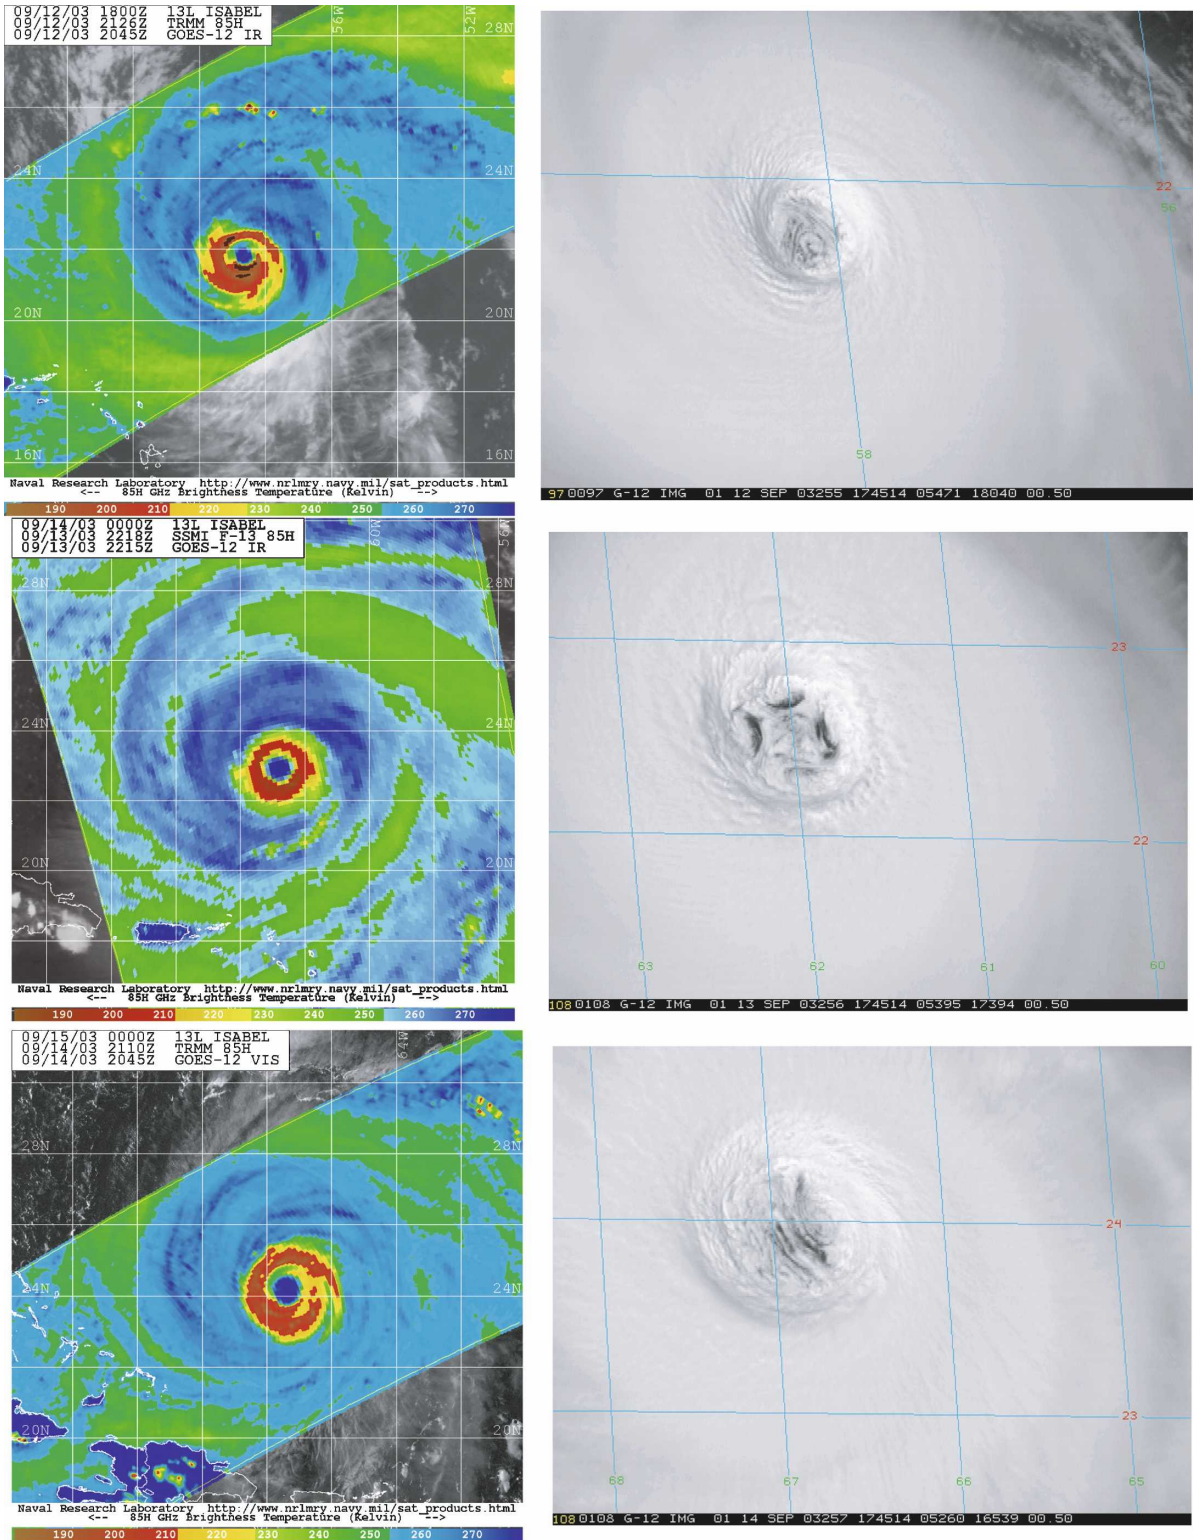 09/12/03 1800Z 13L ISABEL
09/12/03 2126Z TRMM 85H
09/12/03 2045Z GOES-12 IR
56W
52W
28N
24N
24N
20N
20N
16N
16N
Naval Research Laboratory http://www.nrlmry.navy.mil/sat_products.html
<-- 85H GHz Brightness Temperature (Kelvin) -->
190 200 210 220 230 240 250 260 270
22
56
58
97 0097 G-12 IMG 01 12 SEP 03255 174514 05471 18040 00.50
09/14/03 0000Z 13L ISABEL
09/13/03 2218Z SSMI F-13 85H
09/13/03 2215Z GOES-12 IR
60W
56W
28N
28N
24N
24N
20N
20N
Naval Research Laboratory http://www.nrlmry.navy.mil/sat_products.html
<-- 85H GHz Brightness Temperature (Kelvin) -->
190 200 210 220 230 240 250 260 270
23
22
63
62
61
60
108 0108 G-12 IMG 01 13 SEP 03256 174514 05395 17394 00.50
09/15/03 0000Z 13L ISABEL
09/14/03 2110Z TRMM 85H
09/14/03 2045Z GOES-12 VIS
64W
28N
28N
24N
24N
20N
20N
Naval Research Laboratory http://www.nrlmry.navy.mil/sat_products.html
<-- 85H GHz Brightness Temperature (Kelvin) -->
190 200 210 220 230 240 250 260 270
24
23
68
67
66
65
108 0108 G-12 IMG 01 14 SEP 03257 174514 05260 16539 00.50